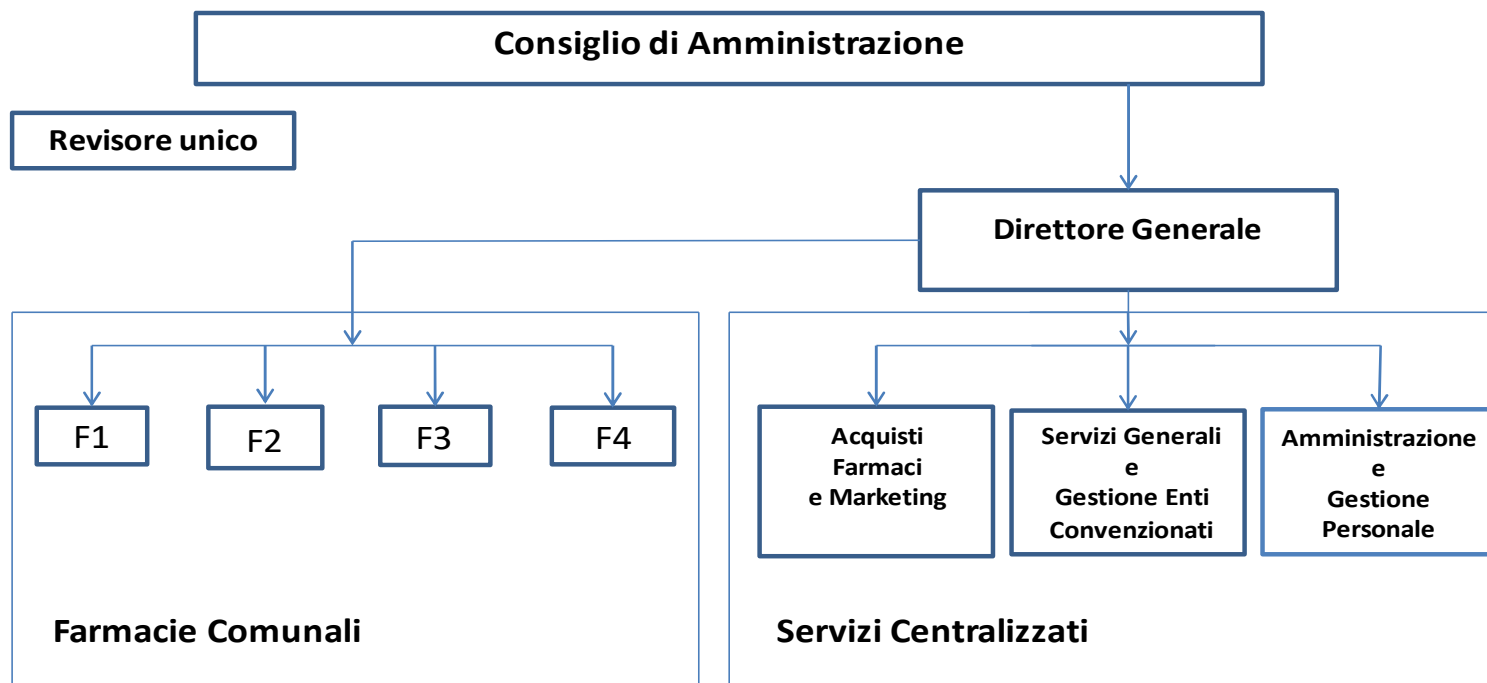 Consiglio di Amministrazione
Revisore unico
Direttore Generale
F1
F2
F3
F4
Farmacie Comunali
Acquisti
Farmaci
e Marketing
Servizi Generali
e
Gestione Enti
Convenzionati
Amministrazione
e
Gestione
Personale
Servizi Centralizzati